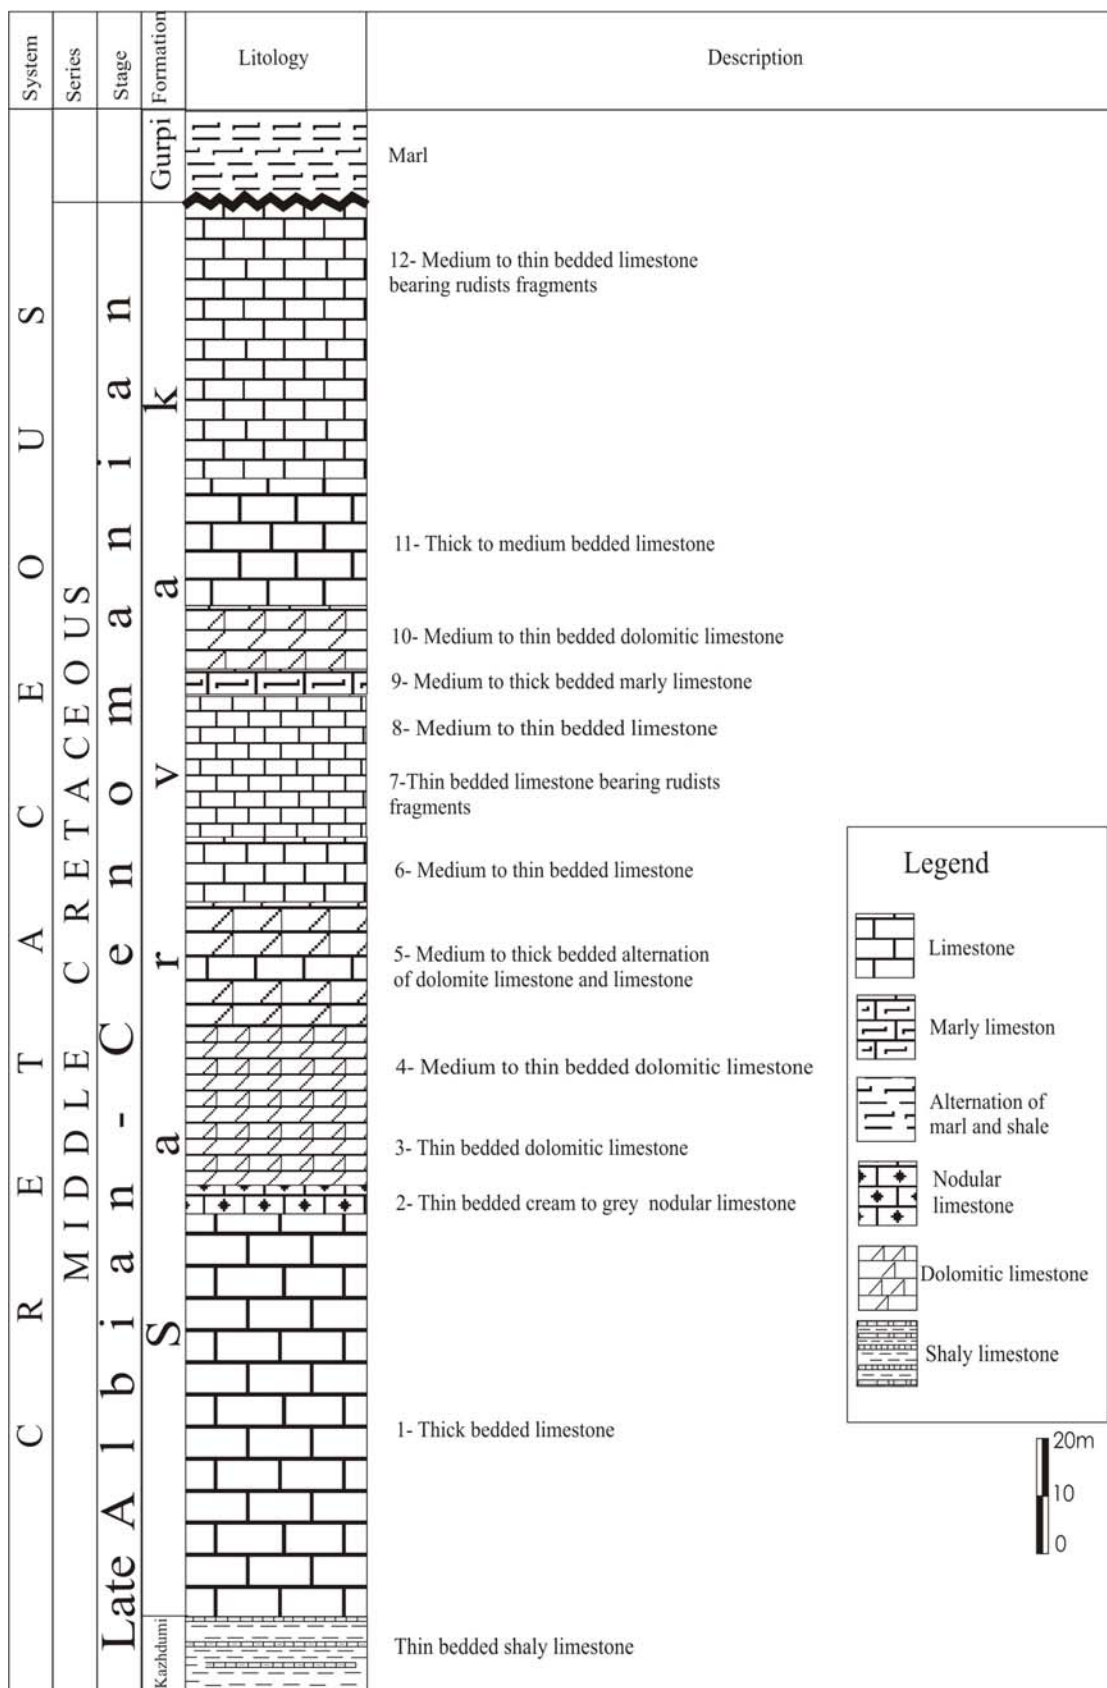 System
Series
Stage
Formation
Litology
Description
CRETACEOUS
MIDDLE CRETACEOUS
Late Albian-Cenomanian
Gurpi
Sarvak
Kazhdumi
Marl
12- Medium to thin bedded limestone
bearing rudists fragments
11- Thick to medium bedded limestone
10- Medium to thin bedded dolomitic limestone
9- Medium to thick bedded marly limestone
8- Medium to thin bedded limestone
7-Thin bedded limestone bearing rudists
fragments
6- Medium to thin bedded limestone
5- Medium to thick bedded alternation
of dolomite limestone and limestone
4- Medium to thin bedded dolomitic limestone
3- Thin bedded dolomitic limestone
2- Thin bedded cream to grey nodular limestone
1- Thick bedded limestone
Thin bedded shaly limestone
Legend
Limestone
Marly limeston
Alternation of
marl and shale
Nodular
limestone
Dolomitic limestone
Shaly limestone
20m
10
0